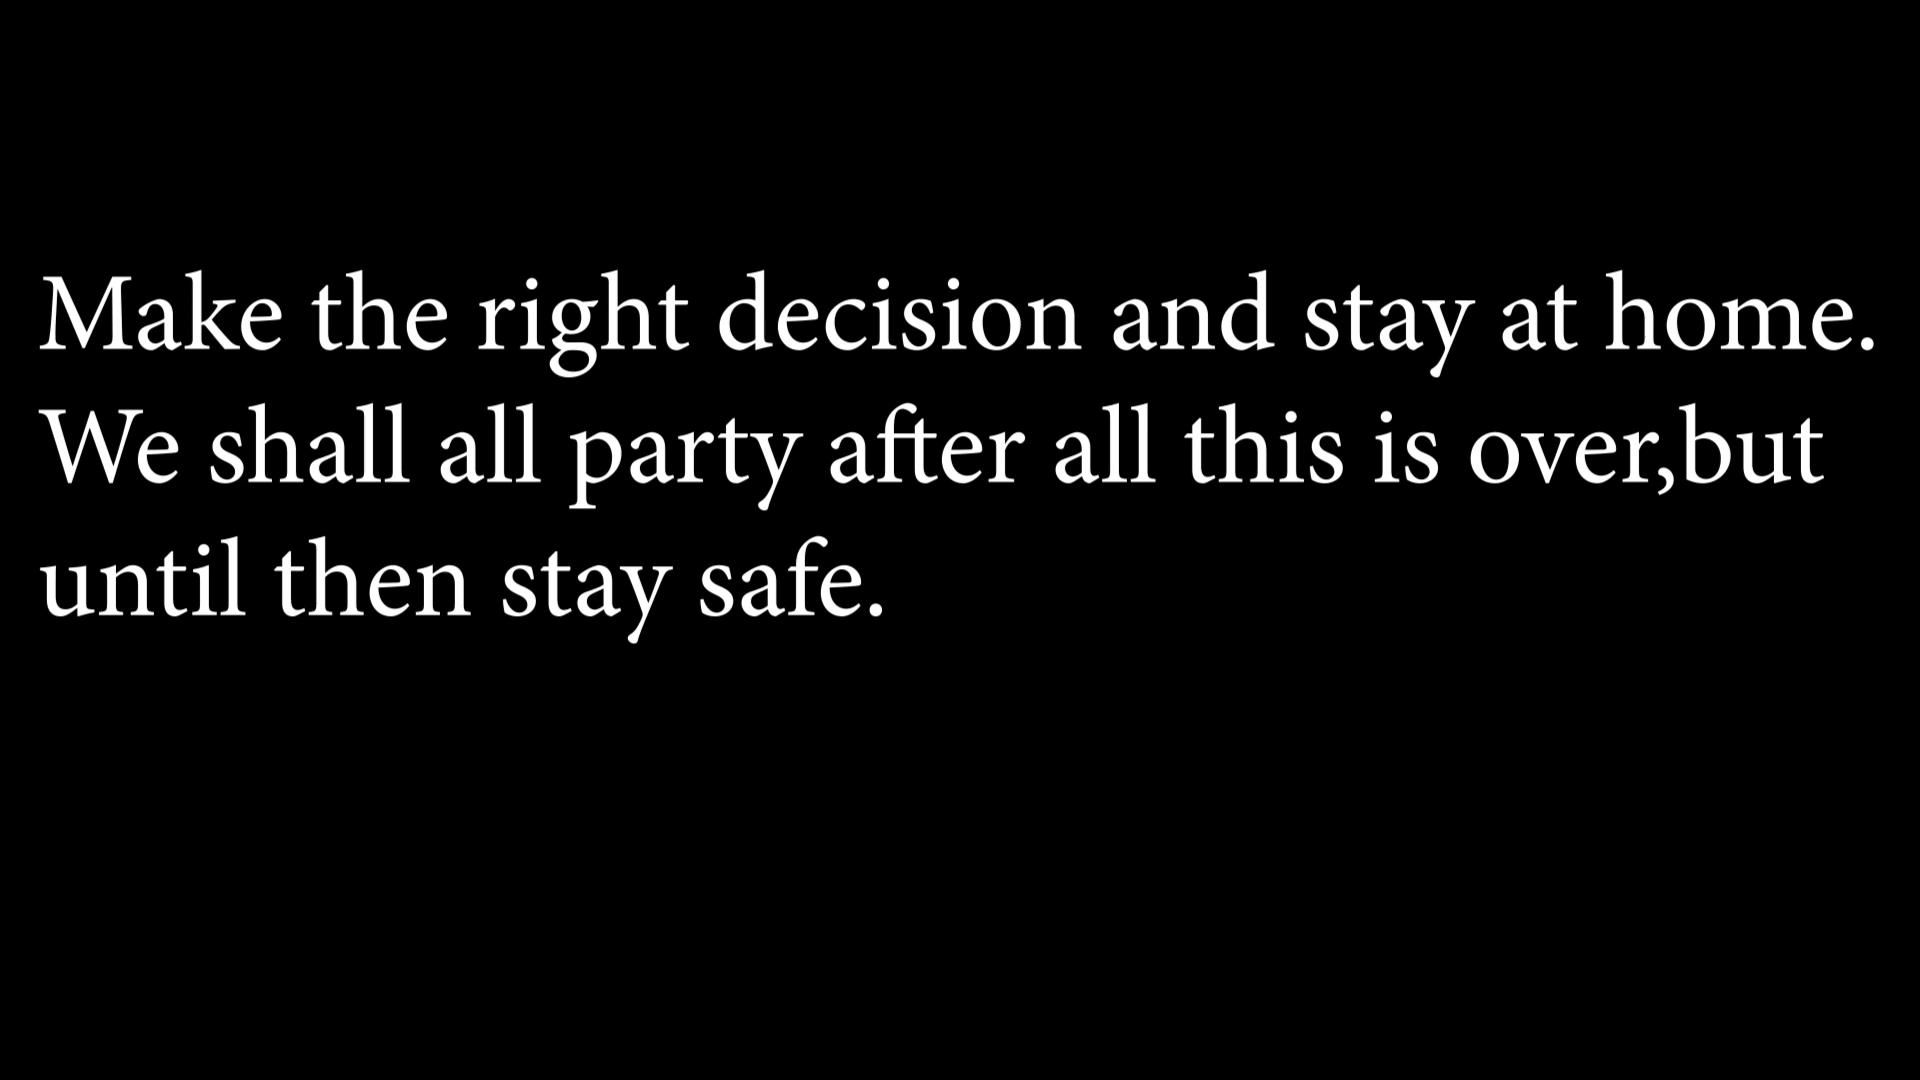 Make the right decision and stay at home.
We shall all party after all this is over,but
until then stay safe.